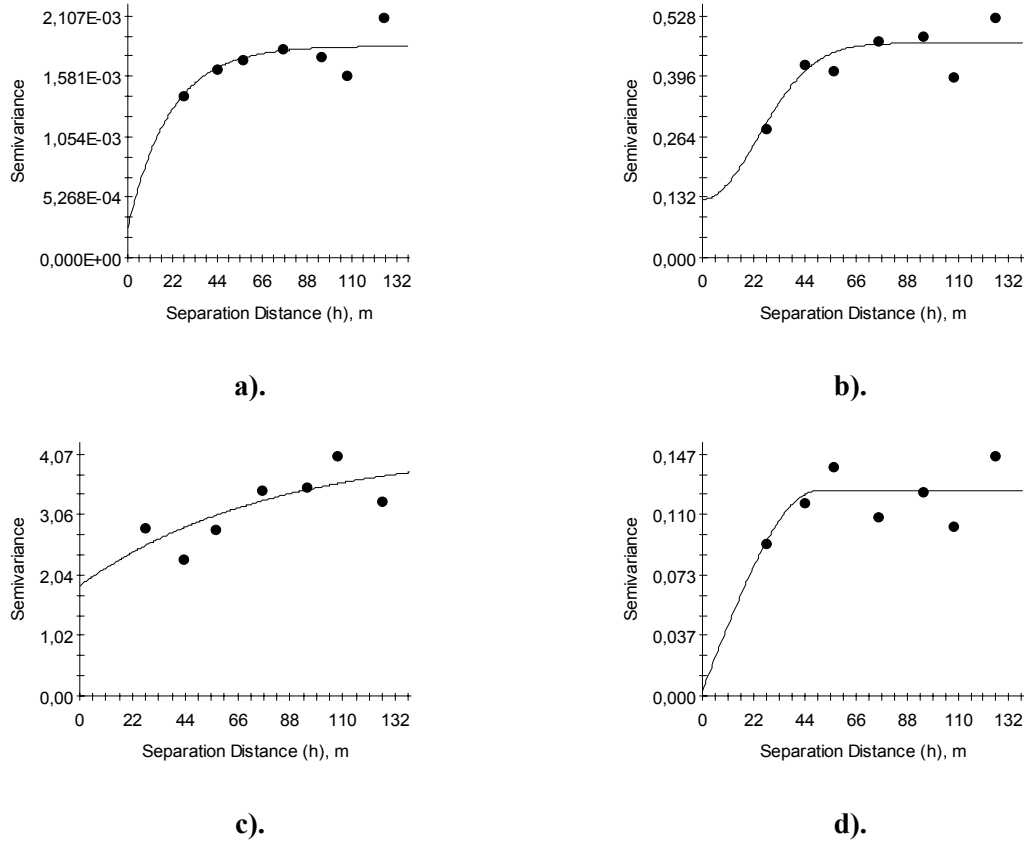 2,107E-03
1,581E-03
1,054E-03
5,268E-04
0,000E+00
Semivariance
0 22 44 66 88 110 132
Separation Distance (h), m
a).
0,528
0,396
0,264
0,132
0,000
Semivariance
0 22 44 66 88 110 132
Separation Distance (h), m
b).
4,07
3,06
2,04
1,02
0,00
Semivariance
0 22 44 66 88 110 132
Separation Distance (h), m
c).
0,147
0,110
0,073
0,037
0,000
Semivariance
0 22 44 66 88 110 132
Separation Distance (h), m
d).